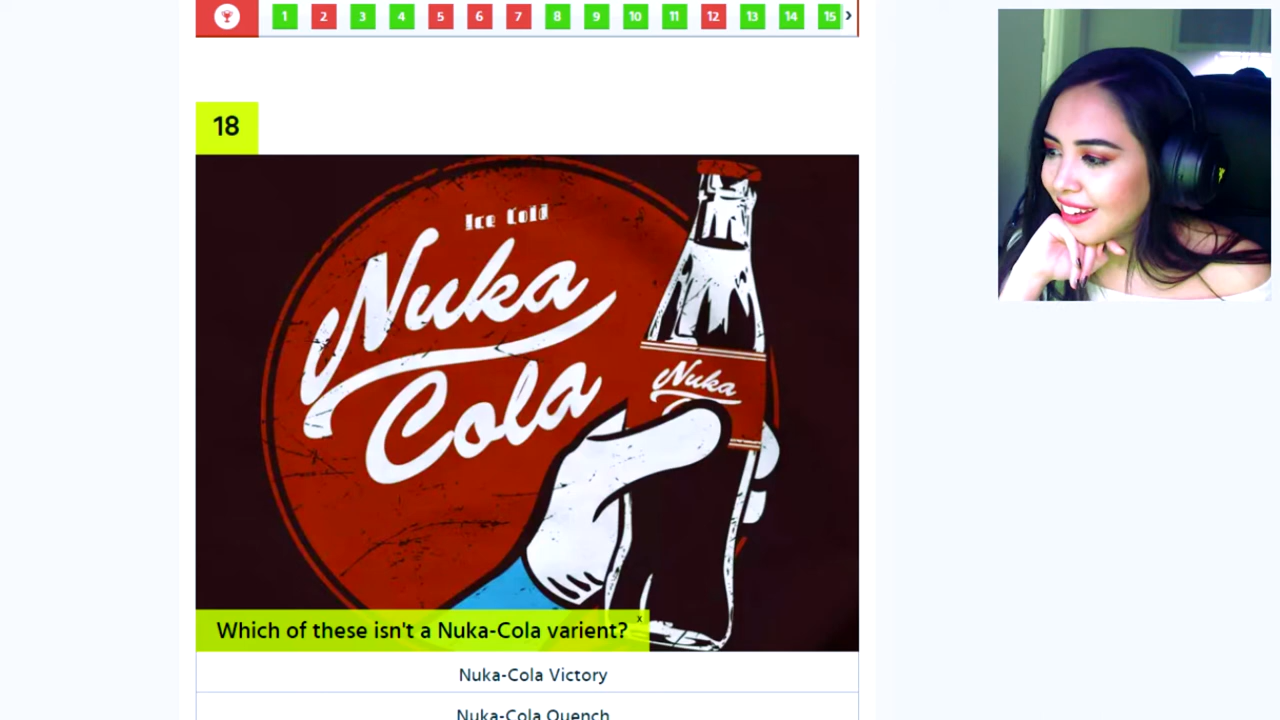 1 2 3 4 5 6 7 8 9 10 11 12 13 14 15 ›
18
Ice Cold
Nuka
Cola
Nuka
Which of these isn't a Nuka-Cola varient? x
Nuka-Cola Victory
Nuka-Cola Quench